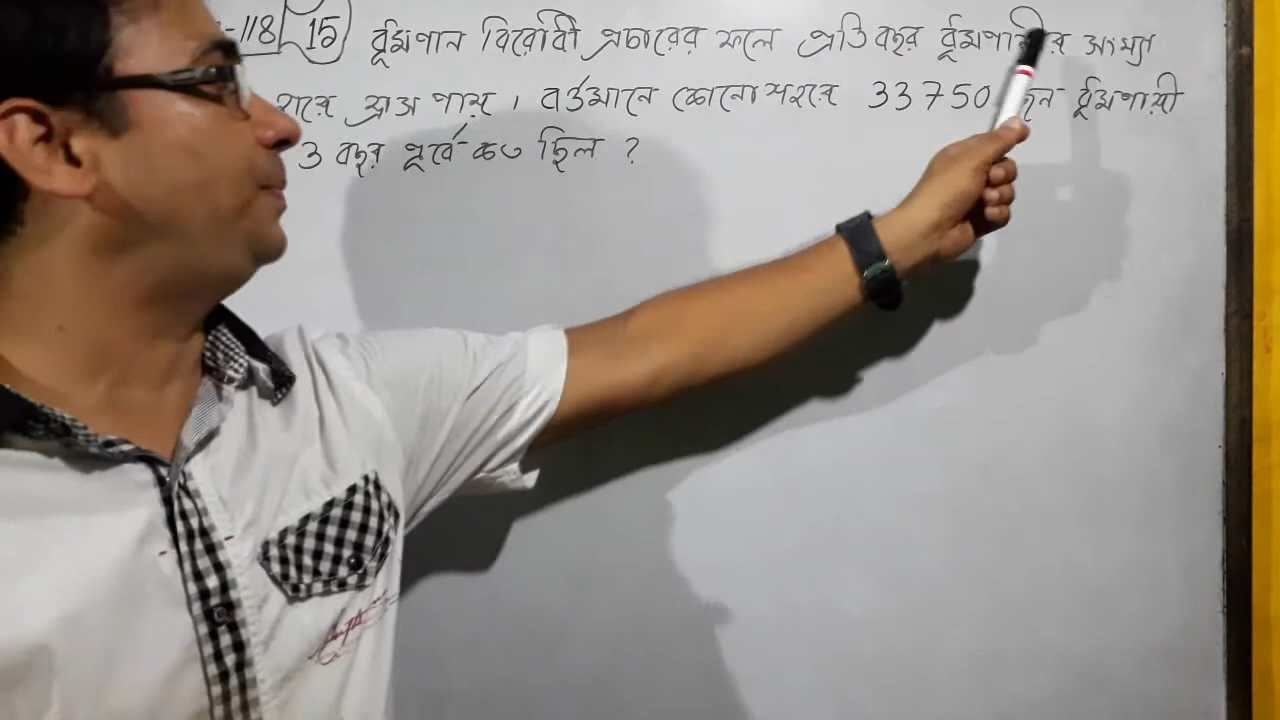 -118 15 ধূমপান বিরোধী প্রচারের ফলে প্রতি বছর ধূমপায়ীর সংখ্যা
হারে হ্রাস পায়। বর্তমানে কোনো শহরে 33750 জন ধূমপায়ী
3 বছর পূর্বে কত ছিল ?